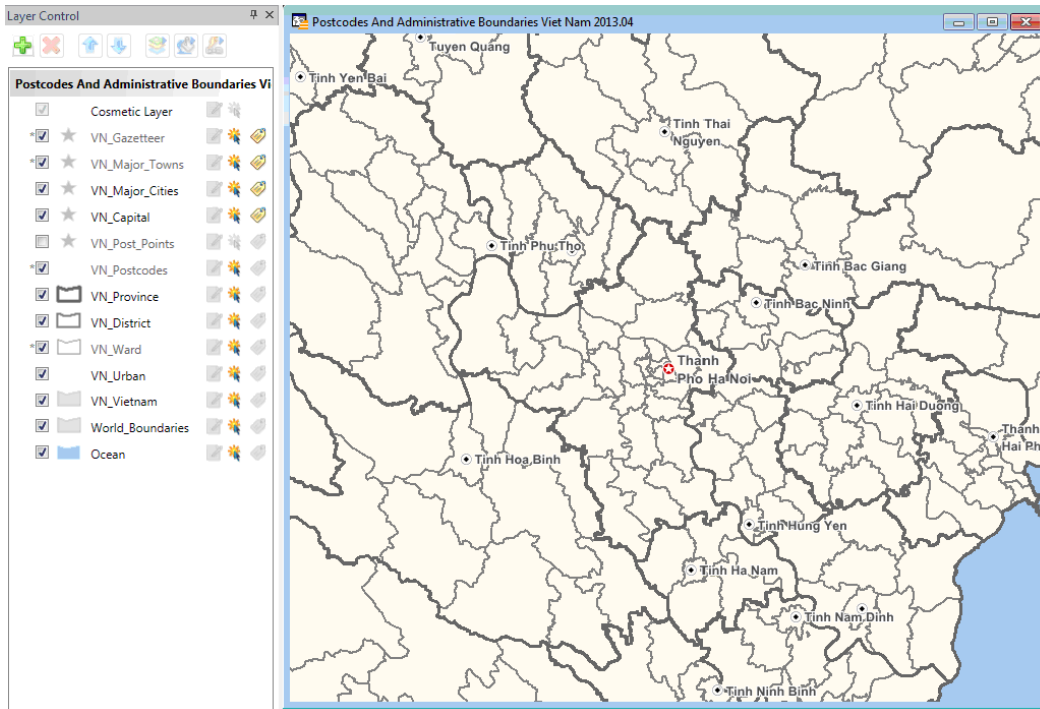 Layer Control
Postcodes And Administrative Boundaries Vi
Cosmetic Layer
VN_Gazetteer
VN_Major_Towns
VN_Major_Cities
VN_Capital
VN_Post_Points
VN_Postcodes
VN_Province
VN_District
VN_Ward
VN_Urban
VN_Vietnam
World_Boundaries
Ocean
Postcodes And Administrative Boundaries Viet Nam 2013.04
Tuyen Quang
Tinh Yen Bai
Tinh Thai
Nguyen
Tinh Phu Tho
Tinh Bac Giang
Tinh Bac Ninh
Thanh
Pho Ha Noi
Tinh Hai Duong
Thanh
Hai Ph
Tinh Hoa Binh
Tinh Hung Yen
Tinh Ha Nam
Tinh Nam Dinh
Tinh Ninh Binh